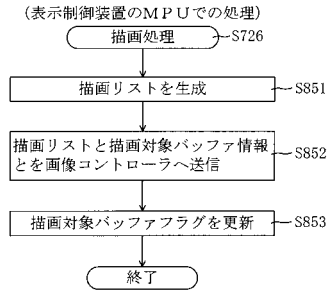 （表示制御装置のＭＰＵでの処理）
描画処理
S726
描画リストを生成
S851
描画リストと描画対象バッファ情報
とを画像コントローラへ送信
S852
描画対象バッファフラグを更新
S853
終了